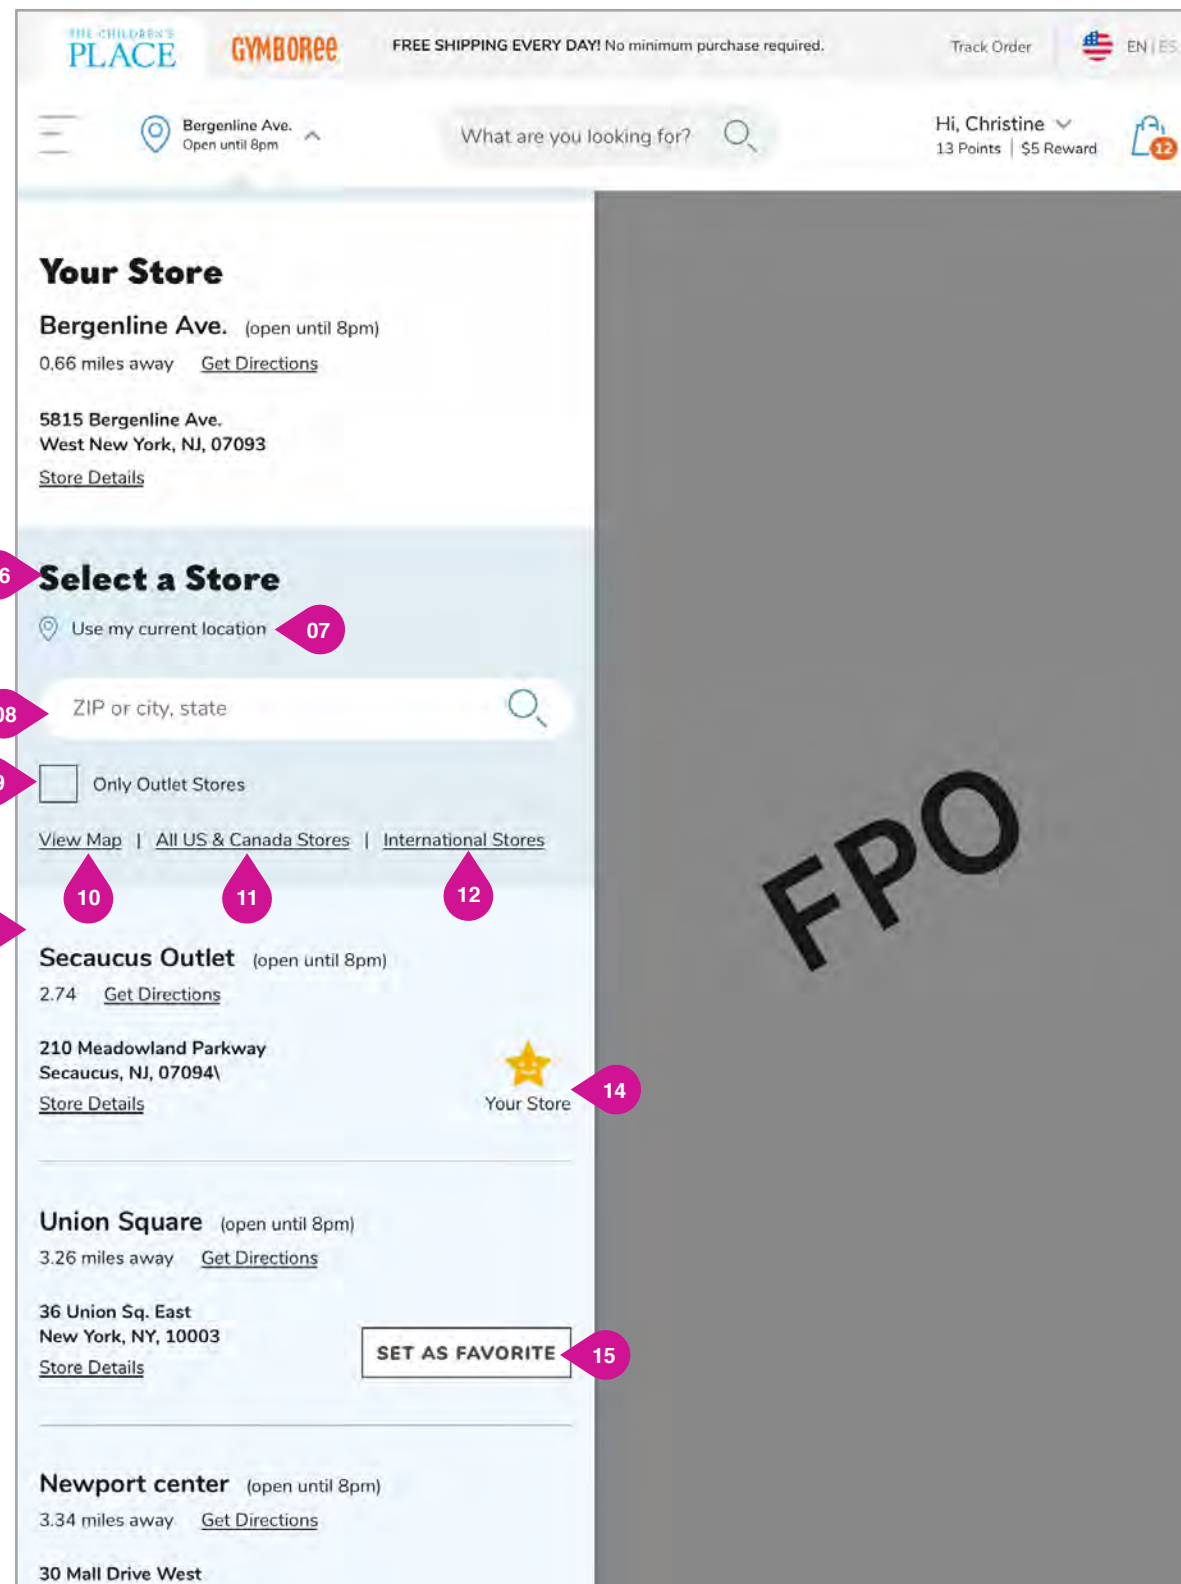 THE CHILDREN'S
PLACE
GYMBOREE
FREE SHIPPING EVERY DAY! No minimum purchase required.
Track Order
EN | ES
Bergenline Ave.
Open until 8pm
What are you looking for?
Hi, Christine
13 Points | $5 Reward
12
Your Store
Bergenline Ave. (open until 8pm)
0.66 miles away Get Directions
5815 Bergenline Ave.
West New York, NJ, 07093
Store Details
6
Select a Store
Use my current location
07
08
ZIP or city, state
9
Only Outlet Stores
View Map | All US & Canada Stores | International Stores
10
11
12
Secaucus Outlet (open until 8pm)
2.74 Get Directions
210 Meadowland Parkway
Secaucus, NJ, 07094\
Store Details
Your Store
14
Union Square (open until 8pm)
3.26 miles away Get Directions
36 Union Sq. East
New York, NY, 10003
Store Details
SET AS FAVORITE
15
Newport center (open until 8pm)
3.34 miles away Get Directions
30 Mall Drive West
FPO